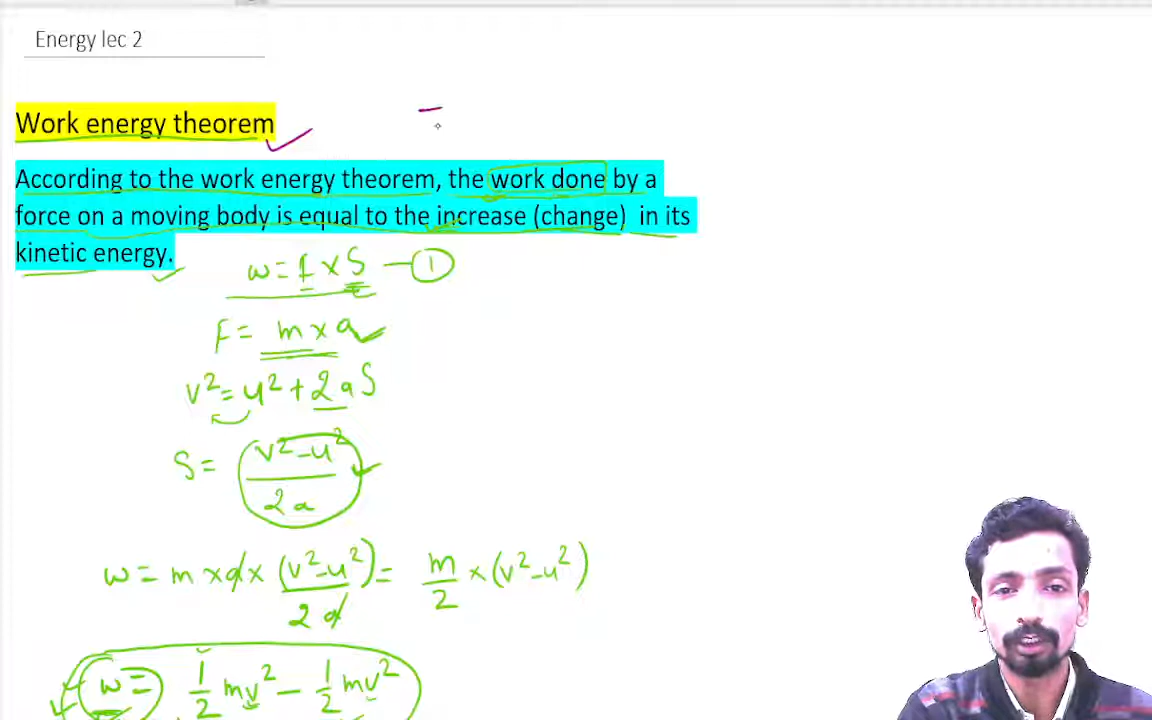 Energy lec 2
Work energy theorem
According to the work energy theorem, the work done by a
force on a moving body is equal to the increase (change) in its
kinetic energy.
w = f × S — ①
F = m × a
v² = u² + 2aS
S = v² – u² / 2a
w = m × a × (v² – u²) / 2a = m/2 × (v² – u²)
w = 1/2 mv² – 1/2 mv²